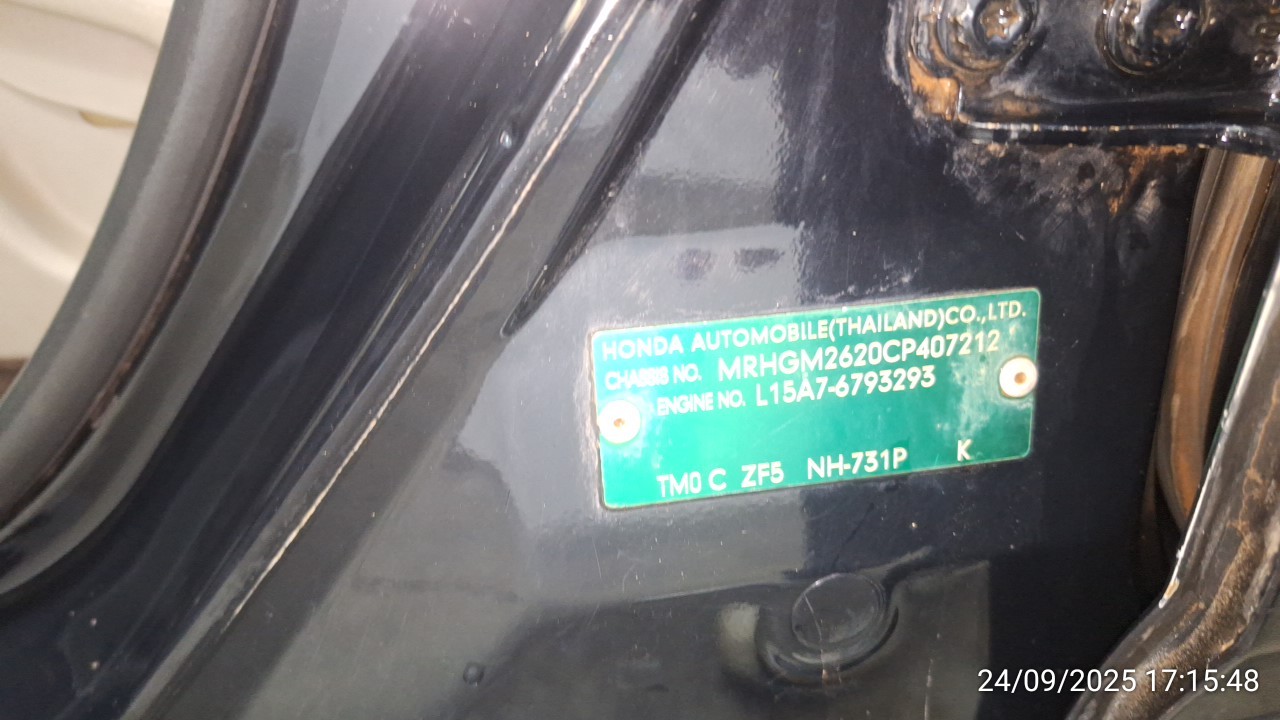 HONDA AUTOMOBILE(THAILAND)CO.,LTD.
CHASSIS NO. MRHGM2620CP407212
ENGINE NO. L15A7-6793293
TM0 C ZF5 NH-731P K
24/09/2025 17:15:48